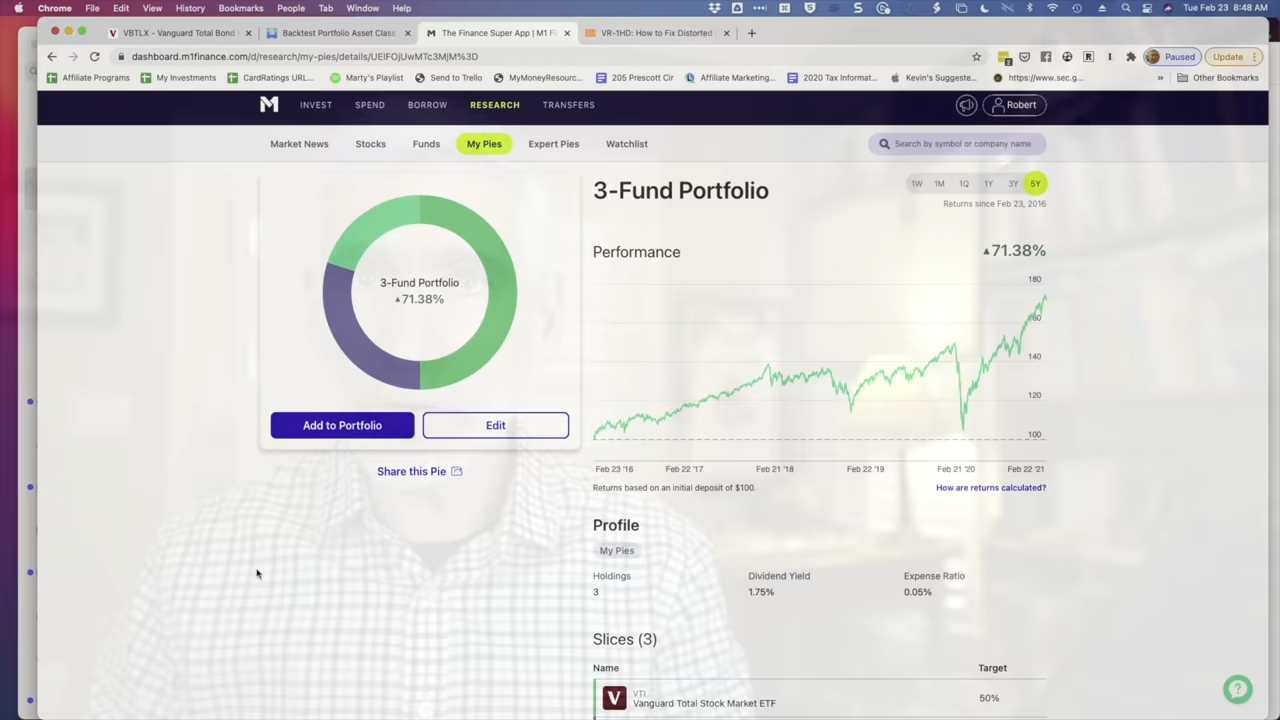 Chrome File Edit View History Bookmarks People Tab Window Help Tue Feb 23 8:48 AM
VBTLX - Vanguard Total Bond Backtest Portfolio Asset Class The Finance Super App | M1 Fi VR-1HD: How to Fix Distorted
dashboard.m1finance.com/d/research/my-pies/details/UElFOjUwMTc3MjM%3D Paused Update
Affiliate Programs My Investments CardRatings URL... Marty's Playlist Send to Trello MyMoneyResourc... 205 Prescott Cir Affiliate Marketing... 2020 Tax Informat... Kevin's Suggeste... https://www.sec.g... » Other Bookmarks
INVEST SPEND BORROW RESEARCH TRANSFERS Robert
Market News Stocks Funds My Pies Expert Pies Watchlist Search by symbol or company name
3-Fund Portfolio
1W 1M 1Q 1Y 3Y 5Y
Returns since Feb 23, 2016
Performance ▲71.38%
3-Fund Portfolio
▲71.38%
180
160
140
120
100
Add to Portfolio Edit
Share this Pie
Feb 23 '16 Feb 22 '17 Feb 21 '18 Feb 22 '19 Feb 21 '20 Feb 22 '21
Returns based on an initial deposit of $100. How are returns calculated?
Profile
My Pies
Holdings Dividend Yield Expense Ratio
3 1.75% 0.05%
Slices (3)
Name Target
VTI
Vanguard Total Stock Market ETF 50%